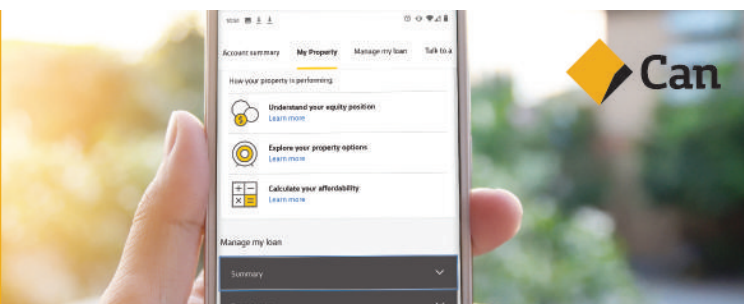 Account summary My Property Manage my loan Talk to a
How your property is performing
Understand your equity position
Learn more
Explore your property options
Learn more
Calculate your affordability
Learn more
Manage my loan
Summary
Can